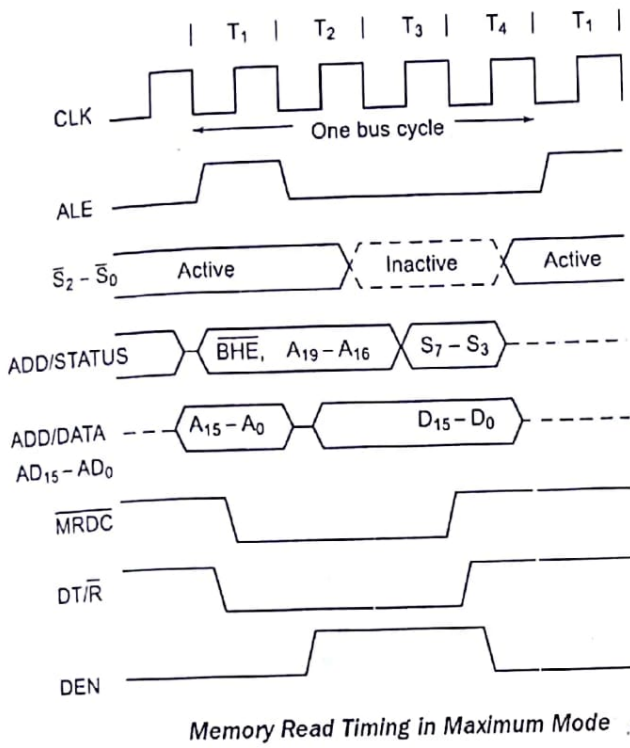 | T₁ | T₂ | T₃ | T₄ | T₁ |
CLK
One bus cycle
ALE
S̅₂ – S̅₀
Active
Inactive
Active
ADD/STATUS
B̅H̅E̅, A₁₉ – A₁₆
S₇ – S₃
ADD/DATA
A₁₅ – A₀
D₁₅ – D₀
AD₁₅ – AD₀
M̅R̅D̅C̅
DT/R̅
DEN
Memory Read Timing in Maximum Mode